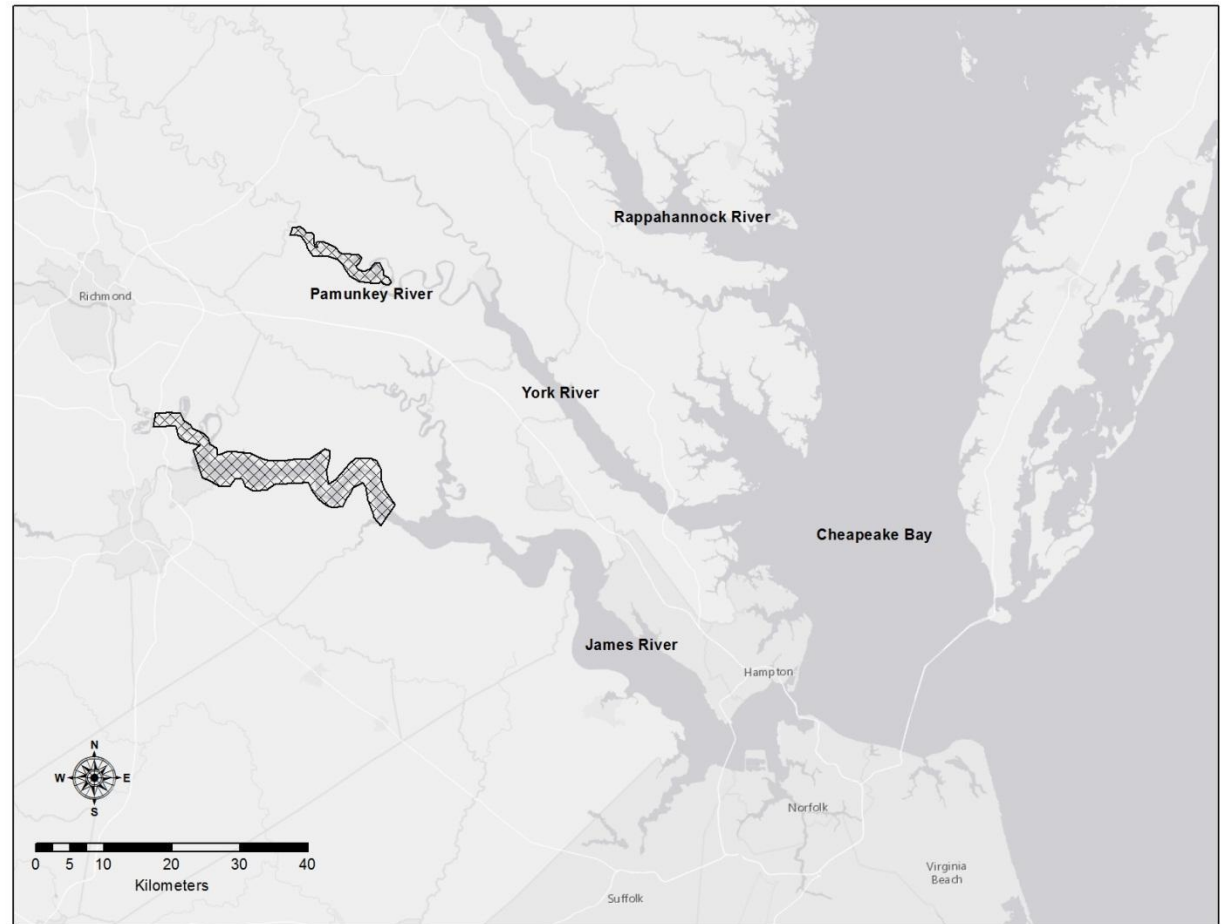 Rappahannock River
Richmond
Pamunkey River
York River
Cheapeake Bay
James River
Hampton
N
W
E
S
Norfolk
0 5 10 20 30 40
Kilometers
Virginia
Beach
Suffolk